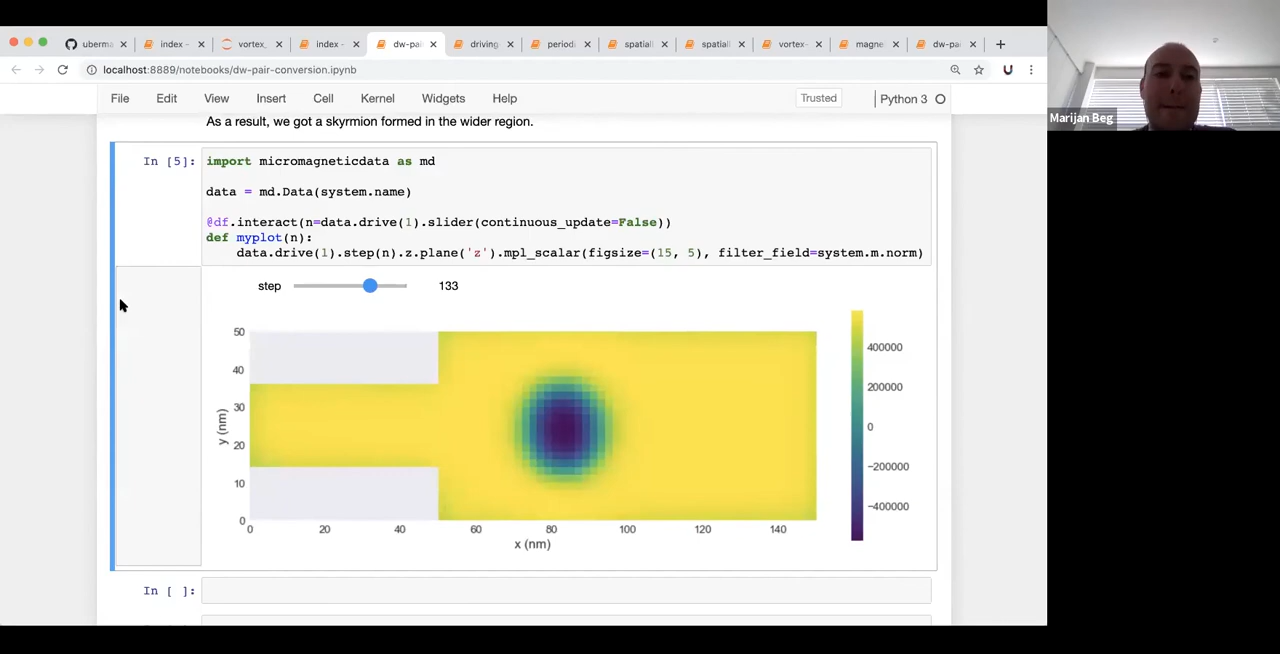 uberma
index -
vortex_
index -
dw-pai
driving
period
spatiall
spatiall
vortex-
magne
dw-pai
localhost:8889/notebooks/dw-pair-conversion.ipynb
File Edit View Insert Cell Kernel Widgets Help
Trusted
Python 3
Marijan Beg
As a result, we got a skyrmion formed in the wider region.
In [5]:
import micromagneticdata as md
data = md.Data(system.name)
@df.interact(n=data.drive(1).slider(continuous_update=False))
def myplot(n):
    data.drive(1).step(n).z.plane('z').mpl_scalar(figsize=(15, 5), filter_field=system.m.norm)
step 133
50
40
30
20
10
0
y (nm)
0 20 40 60 80 100 120 140
x (nm)
400000
200000
0
−200000
−400000
In [ ]: